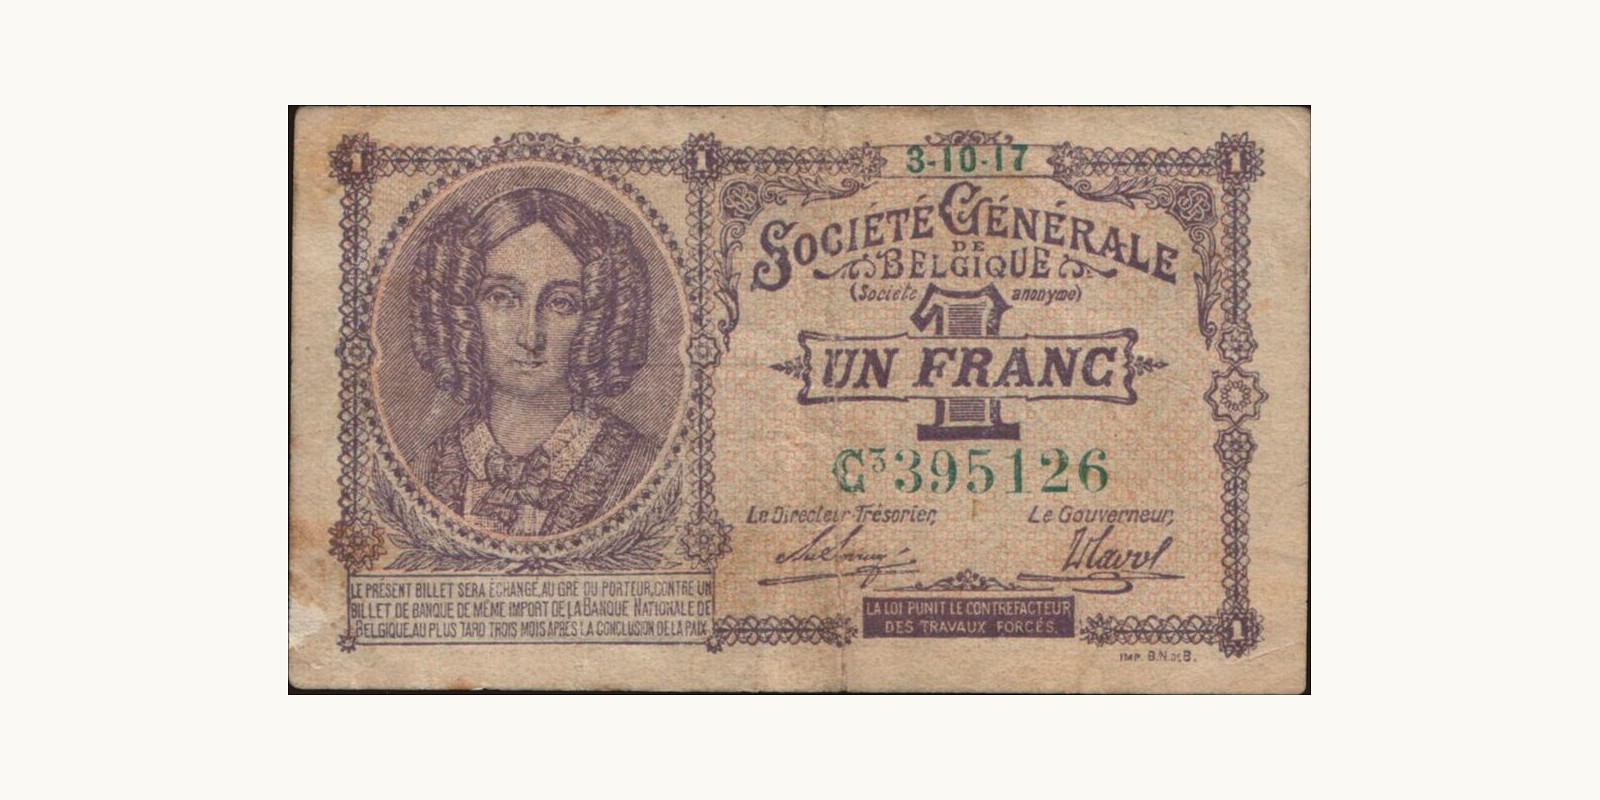 1
1
3-10-17
1
SOCIÉTÉ GÉNÉRALE
DE
BELGIQUE
(Société anonyme)
1
UN FRANC
C³395126
Le Directeur-Trésorier,
Le Gouverneur,
LE PRÉSENT BILLET SERA ÉCHANGÉ, AU GRÉ DU PORTEUR, CONTRE UN
BILLET DE BANQUE DE MÊME IMPORT DE LA BANQUE NATIONALE DE
BELGIQUE, AU PLUS TARD TROIS MOIS APRÈS LA CONCLUSION DE LA PAIX.
LA LOI PUNIT LE CONTREFACTEUR
DES TRAVAUX FORCÉS.
1
IMP. B.N. DE B.